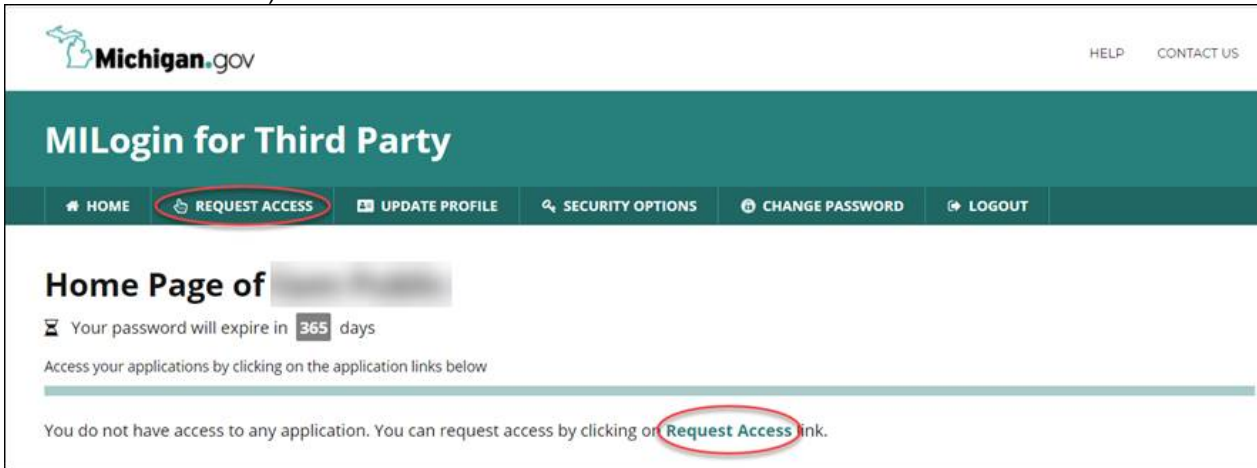 Michigan.gov
HELP CONTACT US
MILogin for Third Party
HOME REQUEST ACCESS UPDATE PROFILE SECURITY OPTIONS CHANGE PASSWORD LOGOUT
Home Page of
Your password will expire in 365 days
Access your applications by clicking on the application links below
You do not have access to any application. You can request access by clicking on Request Access link.